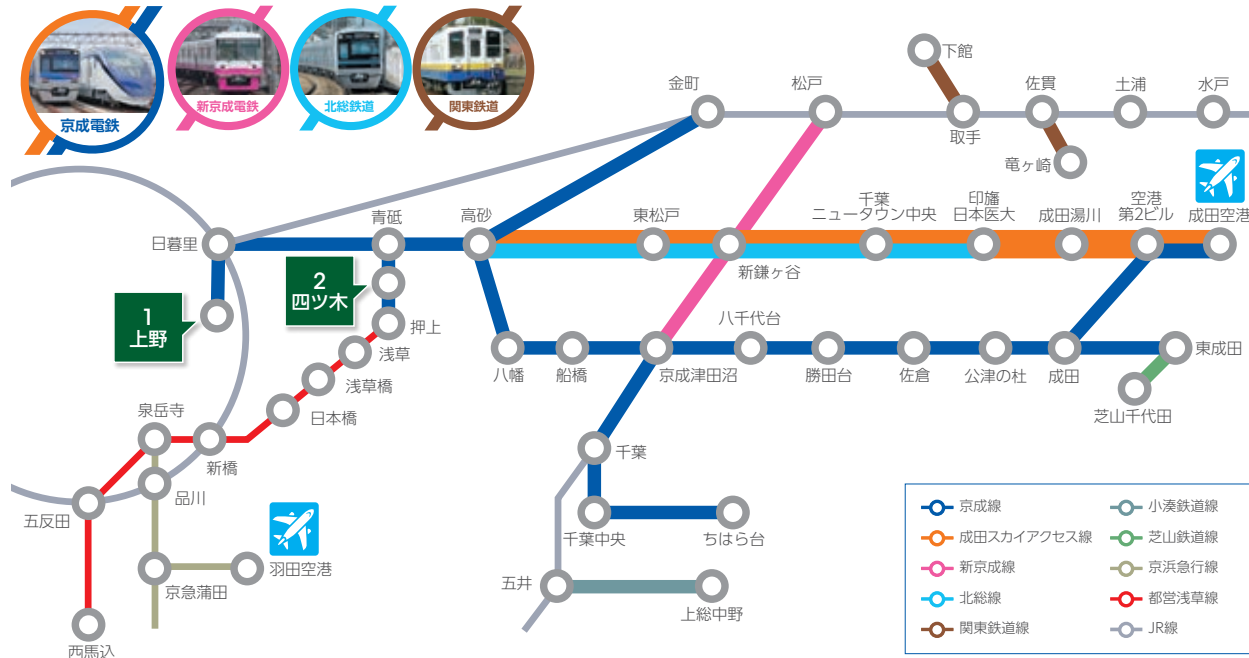 京成電鉄
新京成電鉄
北総鉄道
関東鉄道
金町
松戸
下館
取手
佐貫
竜ヶ崎
土浦
水戸
日暮里
青砥
高砂
東松戸
新鎌ヶ谷
千葉
ニュータウン中央
印旛
日本医大
成田湯川
空港
第2ビル
成田空港
1
上野
2
四ツ木
押上
浅草
浅草橋
日本橋
新橋
泉岳寺
品川
五反田
西馬込
京急蒲田
羽田空港
八幡
船橋
京成津田沼
八千代台
勝田台
佐倉
公津の杜
成田
東成田
芝山千代田
千葉
千葉中央
ちはら台
五井
上総中野
京成線
成田スカイアクセス線
新京成線
北総線
関東鉄道線
小湊鉄道線
芝山鉄道線
京浜急行線
都営浅草線
JR線